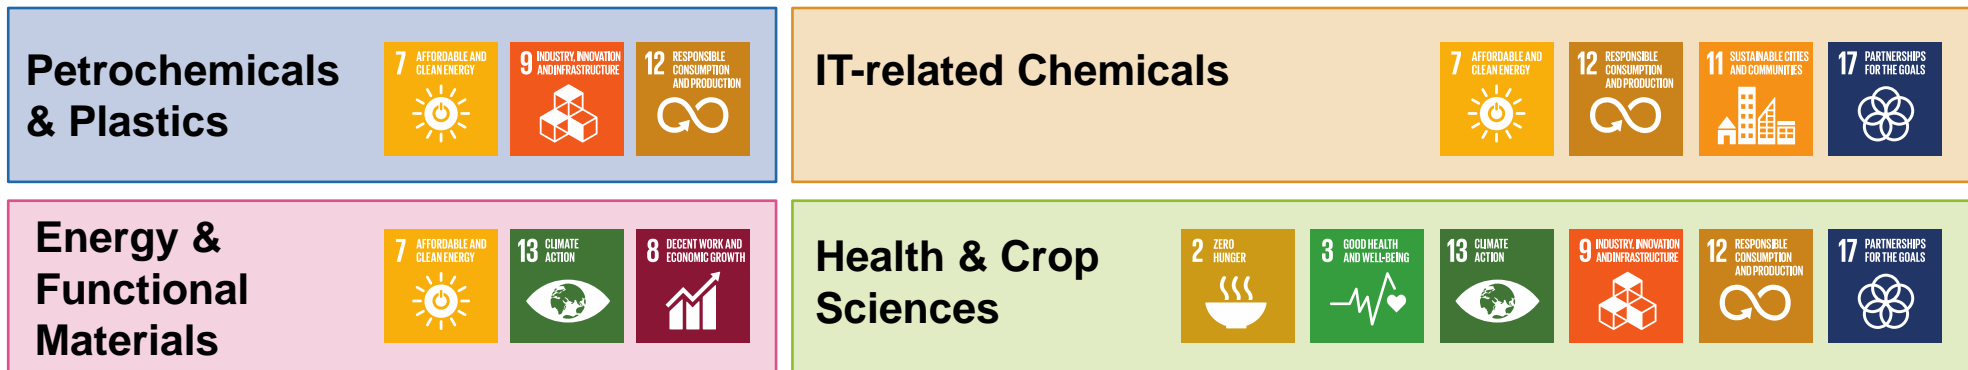 Petrochemicals
& Plastics
7 AFFORDABLE AND
CLEAN ENERGY
9 INDUSTRY, INNOVATION
AND INFRASTRUCTURE
12 RESPONSIBLE
CONSUMPTION
AND PRODUCTION
IT-related Chemicals
7 AFFORDABLE AND
CLEAN ENERGY
12 RESPONSIBLE
CONSUMPTION
AND PRODUCTION
11 SUSTAINABLE CITIES
AND COMMUNITIES
17 PARTNERSHIPS
FOR THE GOALS
Energy &
Functional
Materials
7 AFFORDABLE AND
CLEAN ENERGY
13 CLIMATE
ACTION
8 DECENT WORK AND
ECONOMIC GROWTH
Health & Crop
Sciences
2 ZERO
HUNGER
3 GOOD HEALTH
AND WELL-BEING
13 CLIMATE
ACTION
9 INDUSTRY, INNOVATION
AND INFRASTRUCTURE
12 RESPONSIBLE
CONSUMPTION
AND PRODUCTION
17 PARTNERSHIPS
FOR THE GOALS